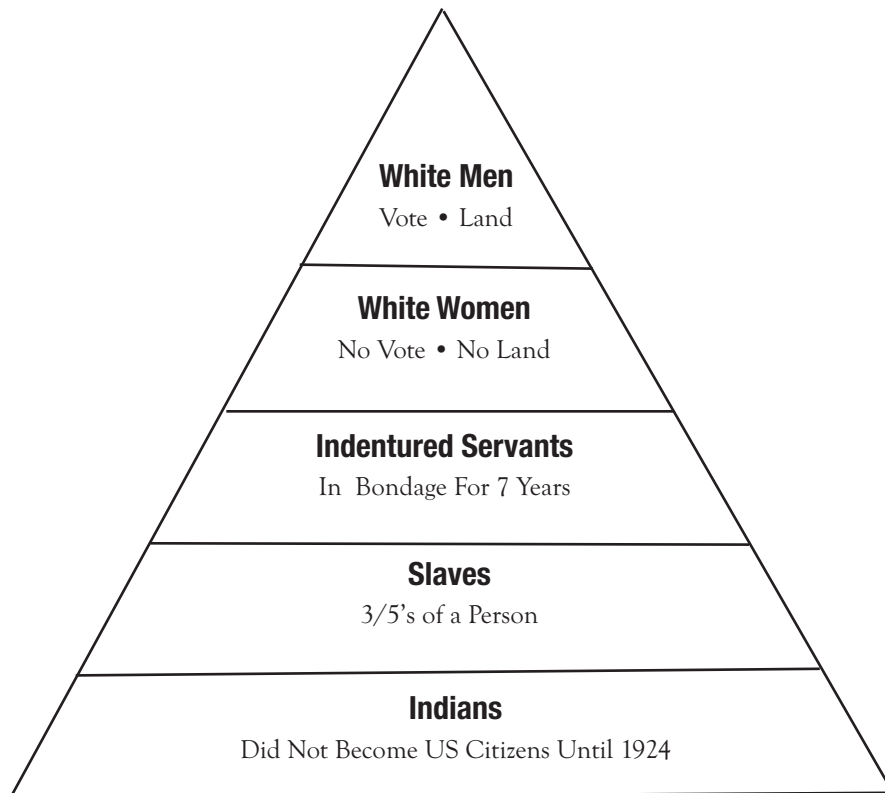 White Men
Vote • Land
White Women
No Vote • No Land
Indentured Servants
In Bondage For 7 Years
Slaves
3/5's of a Person
Indians
Did Not Become US Citizens Until 1924